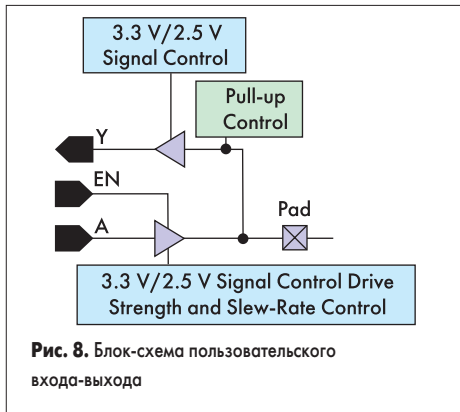 3.3 V/2.5 V
Signal Control
Pull-up
Control
Y
EN
A
Pad
3.3 V/2.5 V Signal Control Drive
Strength and Slew-Rate Control
Рис. 8. Блок-схема пользовательского
входа-выхода